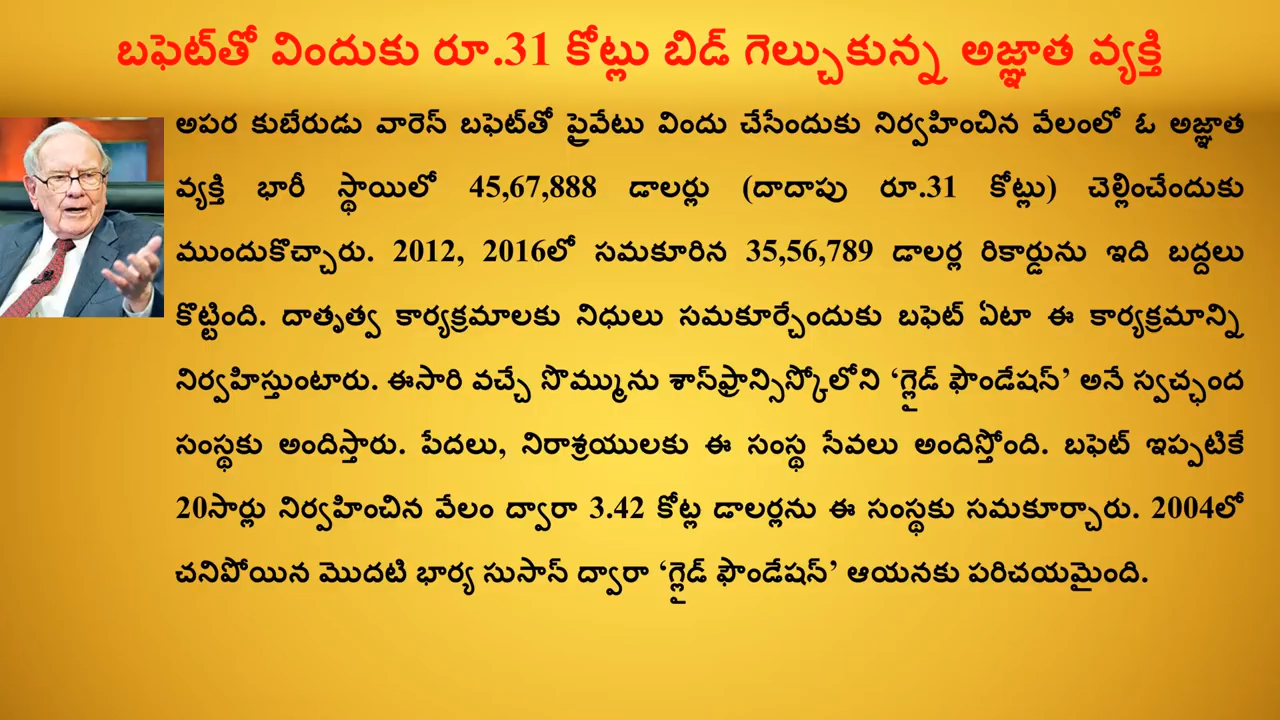 బఫెట్‌తో విందుకు రూ.31 కోట్లు బిడ్ గెల్చుకున్న అజ్ఞాత వ్యక్తి
అపర కుబేరుడు వారెన్ బఫెట్‌తో ప్రైవేటు విందు చేసేందుకు నిర్వహించిన వేలంలో ఓ అజ్ఞాత
వ్యక్తి భారీ స్థాయిలో 45,67,888 డాలర్లు (దాదాపు రూ.31 కోట్లు) చెల్లించేందుకు
ముందుకొచ్చారు. 2012, 2016లో సమకూరిన 35,56,789 డాలర్ల రికార్డును ఇది బద్దలు
కొట్టింది. దాతృత్వ కార్యక్రమాలకు నిధులు సమకూర్చేందుకు బఫెట్ ఏటా ఈ కార్యక్రమాన్ని
నిర్వహిస్తుంటారు. ఈసారి వచ్చే సొమ్మును శాన్‌ఫ్రాన్సిస్కోలోని ‘గ్లైడ్ ఫౌండేషన్’ అనే స్వచ్ఛంద
సంస్థకు అందిస్తారు. పేదలు, నిరాశ్రయులకు ఈ సంస్థ సేవలు అందిస్తోంది. బఫెట్ ఇప్పటికే
20సార్లు నిర్వహించిన వేలం ద్వారా 3.42 కోట్ల డాలర్లను ఈ సంస్థకు సమకూర్చారు. 2004లో
చనిపోయిన మొదటి భార్య సుసాన్ ద్వారా ‘గ్లైడ్ ఫౌండేషన్’ ఆయనకు పరిచయమైంది.